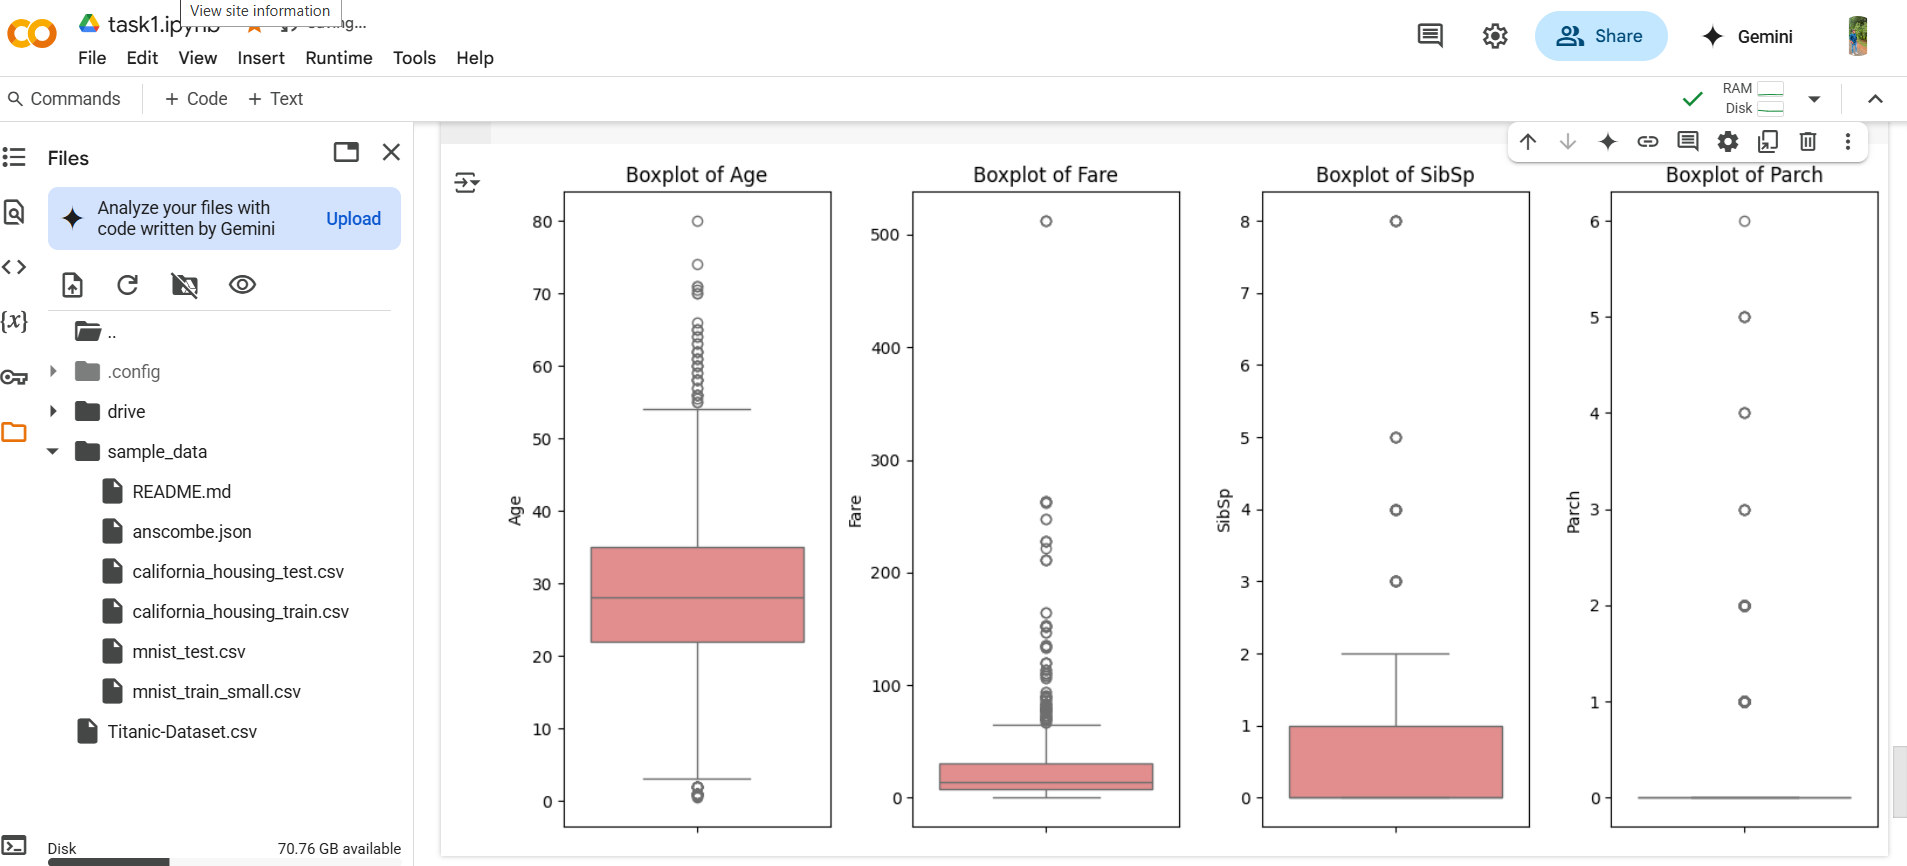 View site information
task1.ipynb
File Edit View Insert Runtime Tools Help
Share
Gemini
Commands
+ Code + Text
RAM
Disk
Files
Analyze your files with
code written by Gemini
Upload
{x}
..
.config
drive
sample_data
README.md
anscombe.json
california_housing_test.csv
california_housing_train.csv
mnist_test.csv
mnist_train_small.csv
Titanic-Dataset.csv
Disk
70.76 GB available
Boxplot of Age
80
70
60
50
40
30
20
10
0
Age
Boxplot of Fare
500
400
300
200
100
0
Fare
Boxplot of SibSp
8
7
6
5
4
3
2
1
0
SibSp
Boxplot of Parch
6
5
4
3
2
1
0
Parch